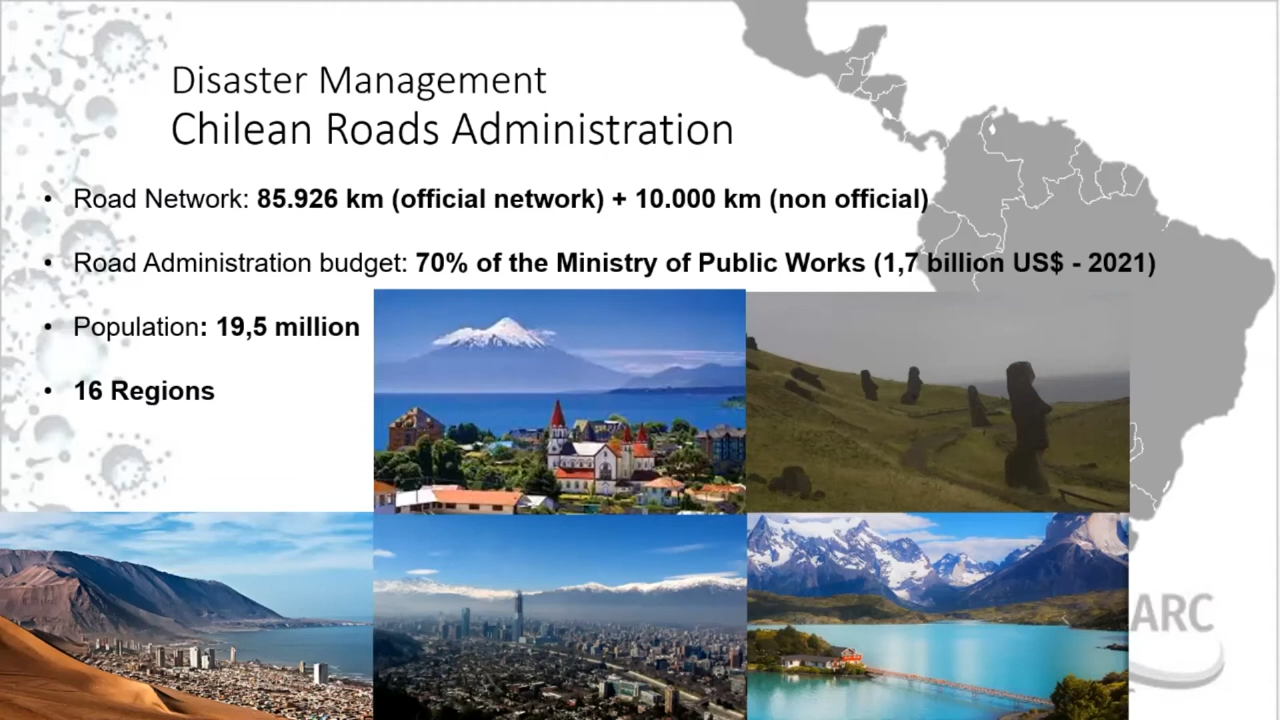 Disaster Management
Chilean Roads Administration
• Road Network: 85.926 km (official network) + 10.000 km (non official)
• Road Administration budget: 70% of the Ministry of Public Works (1,7 billion US$ - 2021)
• Population: 19,5 million
• 16 Regions
ARC